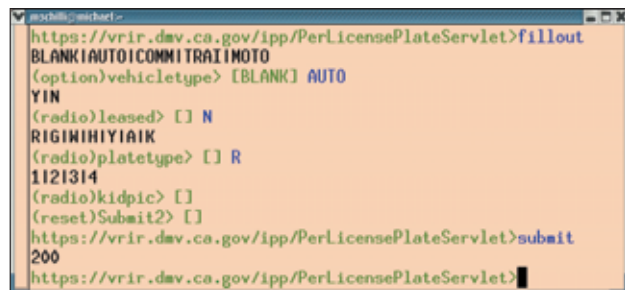 mschilli@michael:~
https://vrir.dmv.ca.gov/ipp/PerLicensePlateServlet>fillout
BLANK|AUTO|COMM|TRAI|MOTO
(option)vehicletype> [BLANK] AUTO
Y|N
(radio)leased> [] N
R|G|W|H|Y|A|K
(radio)platetype> [] R
1|2|3|4
(radio)kidpic> []
(reset)Submit2> []
https://vrir.dmv.ca.gov/ipp/PerLicensePlateServlet>submit
200
https://vrir.dmv.ca.gov/ipp/PerLicensePlateServlet>